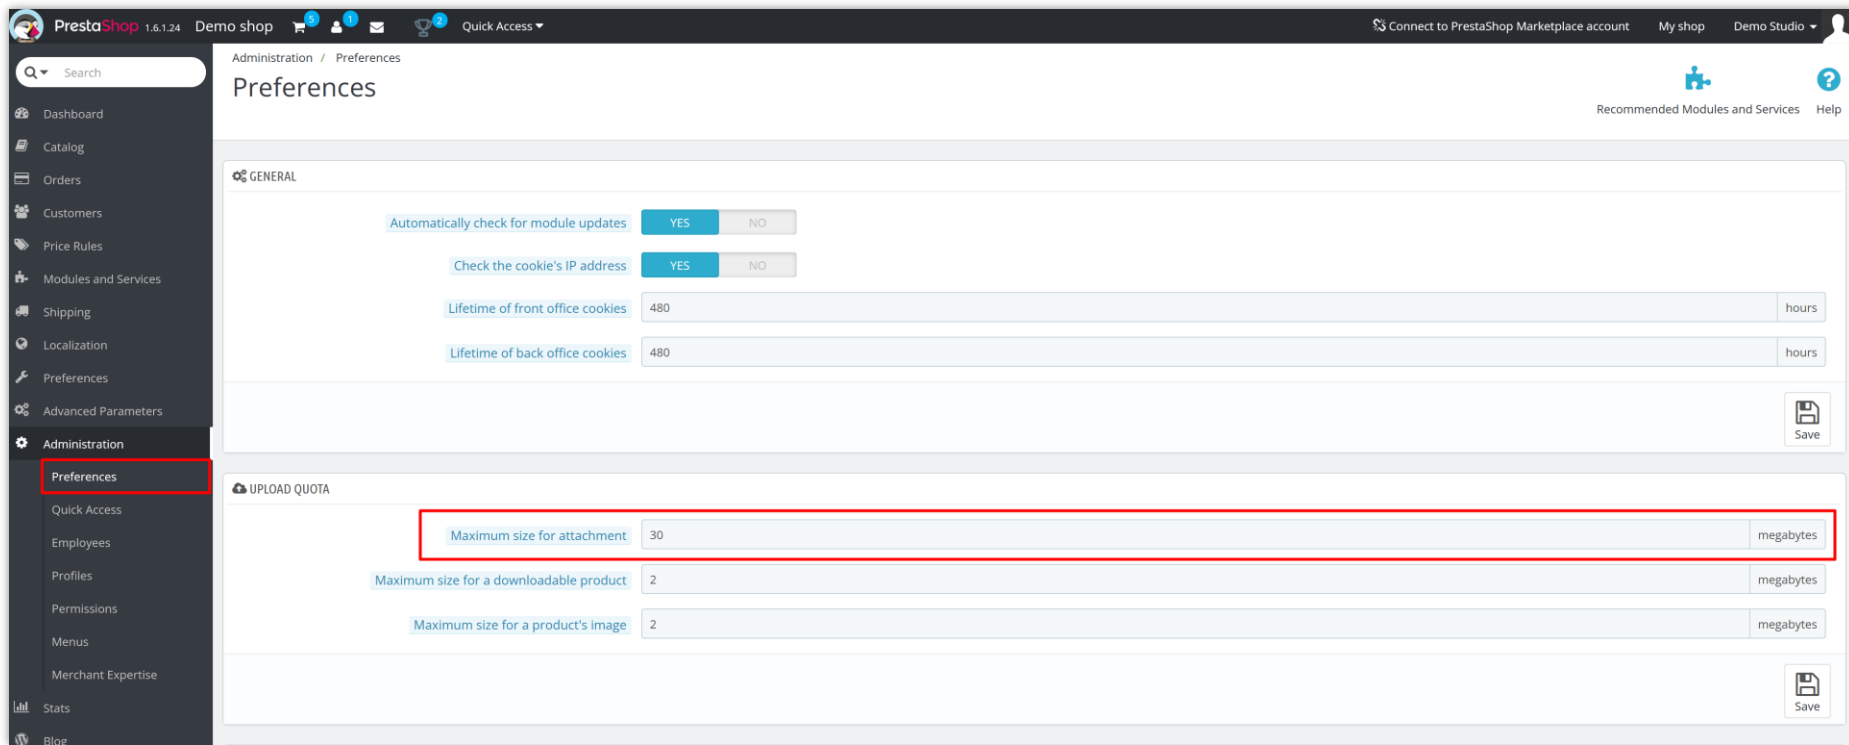 PrestaShop 1.6.1.24 Demo shop 5 1 2 Quick Access Connect to PrestaShop Marketplace account My shop Demo Studio
Search
Dashboard
Catalog
Orders
Customers
Price Rules
Modules and Services
Shipping
Localization
Preferences
Advanced Parameters
Administration
Preferences
Quick Access
Employees
Profiles
Permissions
Menus
Merchant Expertise
Stats
Blog
Administration / Preferences
Preferences
Recommended Modules and Services Help
GENERAL
Automatically check for module updates YES NO
Check the cookie's IP address YES NO
Lifetime of front office cookies 480 hours
Lifetime of back office cookies 480 hours
Save
UPLOAD QUOTA
Maximum size for attachment 30 megabytes
Maximum size for a downloadable product 2 megabytes
Maximum size for a product's image 2 megabytes
Save